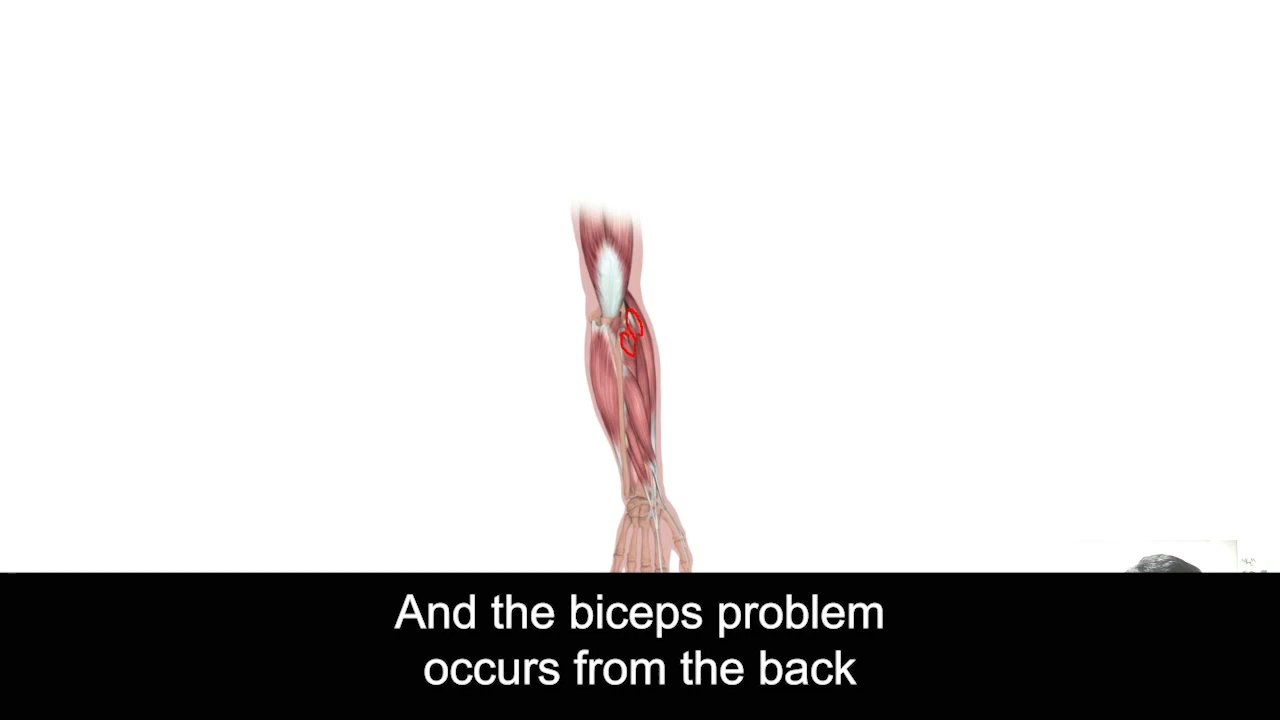 And the biceps problem
occurs from the back